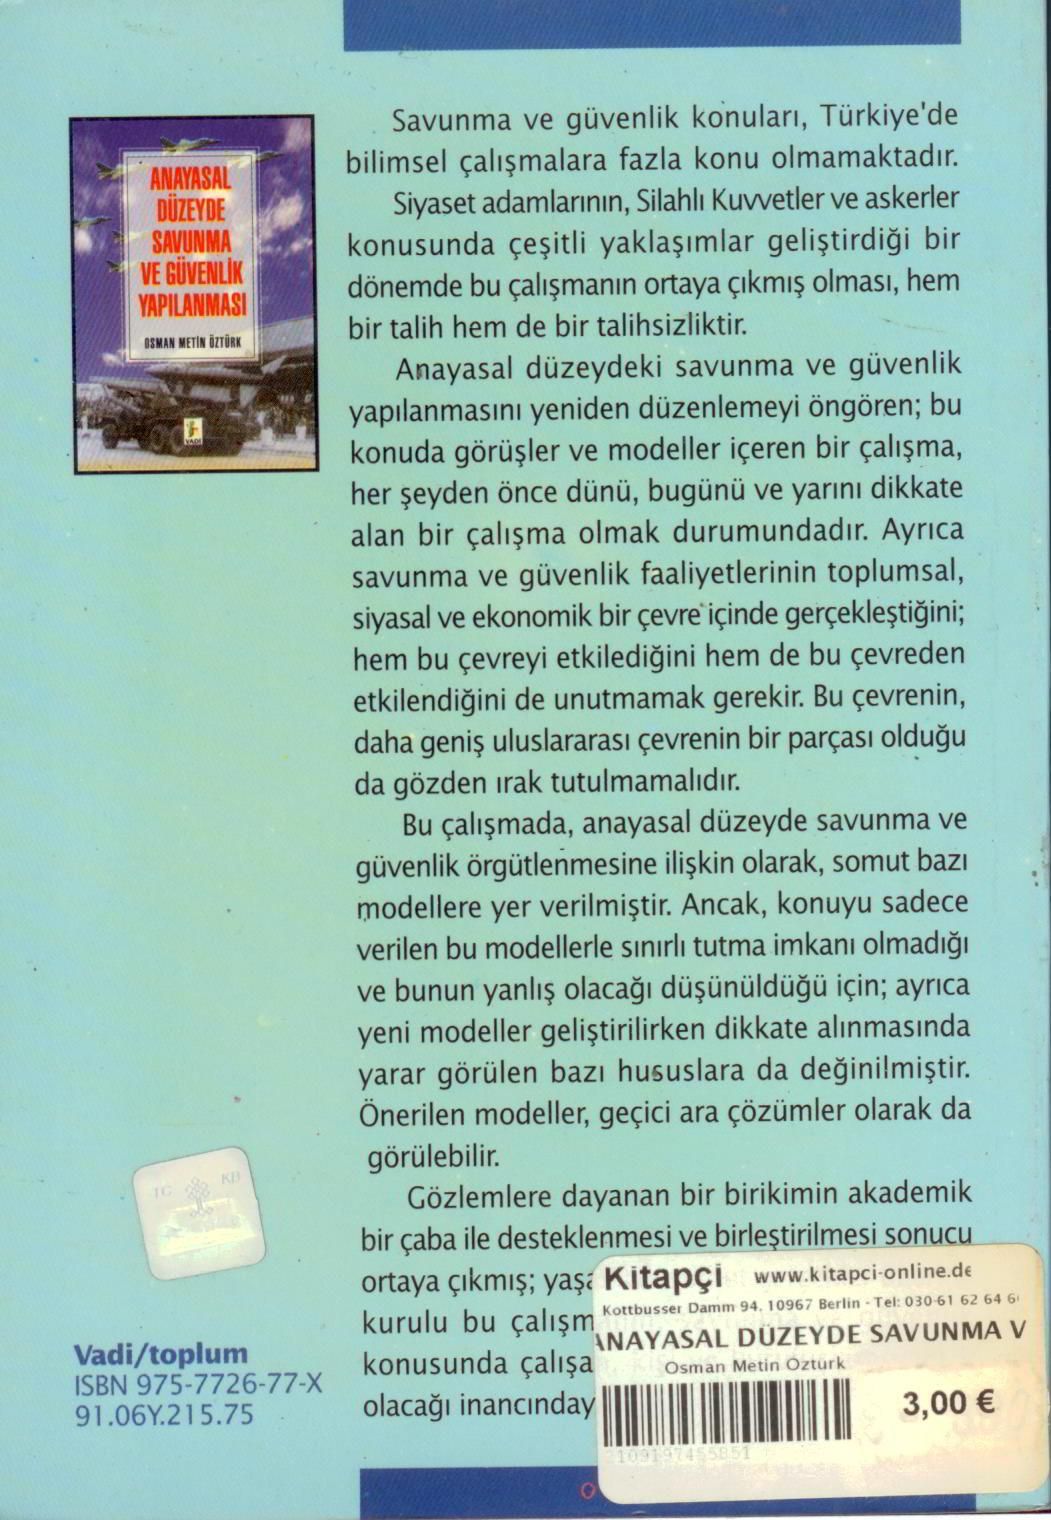 ANAYASAL
DÜZEYDE
SAVUNMA
VE GÜVENLİK
YAPILANMASI
OSMAN METİN ÖZTÜRK
VADİ
Savunma ve güvenlik konuları, Türkiye'de
bilimsel çalışmalara fazla konu olmamaktadır.
Siyaset adamlarının, Silahlı Kuvvetler ve askerler
konusunda çeşitli yaklaşımlar geliştirdiği bir
dönemde bu çalışmanın ortaya çıkmış olması, hem
bir talih hem de bir talihsizliktir.
Anayasal düzeydeki savunma ve güvenlik
yapılanmasını yeniden düzenlemeyi öngören; bu
konuda görüşler ve modeller içeren bir çalışma,
her şeyden önce dünü, bugünü ve yarını dikkate
alan bir çalışma olmak durumundadır. Ayrıca
savunma ve güvenlik faaliyetlerinin toplumsal,
siyasal ve ekonomik bir çevre içinde gerçekleştiğini;
hem bu çevreyi etkilediğini hem de bu çevreden
etkilendiğini de unutmamak gerekir. Bu çevrenin,
daha geniş uluslararası çevrenin bir parçası olduğu
da gözden ırak tutulmamalıdır.
Bu çalışmada, anayasal düzeyde savunma ve
güvenlik örgütlenmesine ilişkin olarak, somut bazı
modellere yer verilmiştir. Ancak, konuyu sadece
verilen bu modellerle sınırlı tutma imkanı olmadığı
ve bunun yanlış olacağı düşünüldüğü için; ayrıca
yeni modeller geliştirilirken dikkate alınmasında
yarar görülen bazı hususlara da değinilmiştir.
Önerilen modeller, geçici ara çözümler olarak da
görülebilir.
Gözlemlere dayanan bir birikimin akademik
bir çaba ile desteklenmesi ve birleştirilmesi sonucu
ortaya çıkmış; yaşa
kurulu bu çalışm
konusunda çalışa
olacağı inancınday
TC KB
Vadi/toplum
ISBN 975-7726-77-X
91.06Y.215.75
Kitapçi www.kitapci-online.de
Kottbusser Damm 94, 10967 Berlin - Tel: 030-61 62 64 6
ANAYASAL DÜZEYDE SAVUNMA V
Osman Metin Öztürk
3,00 €